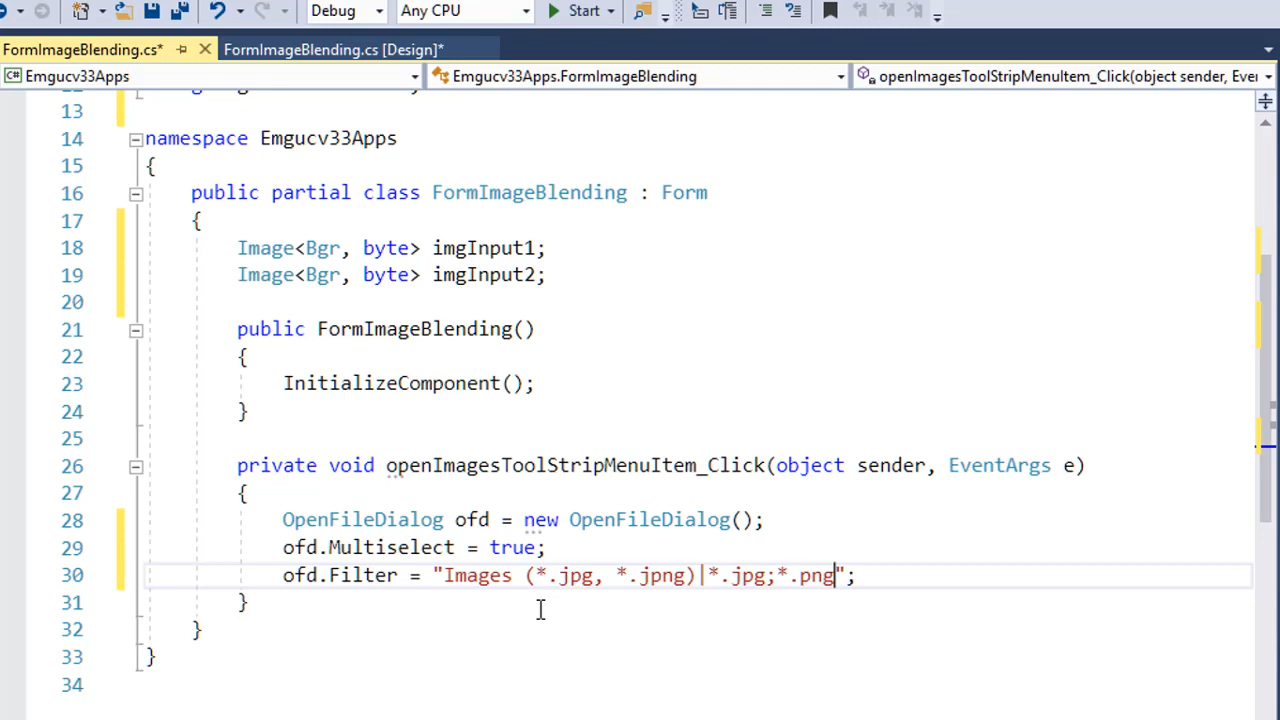 Debug Any CPU Start
FormImageBlending.cs* FormImageBlending.cs [Design]*
Emgucv33Apps Emgucv33Apps.FormImageBlending openImagesToolStripMenuItem_Click(object sender, Eve
13
14 namespace Emgucv33Apps
15 {
16 public partial class FormImageBlending : Form
17 {
18 Image<Bgr, byte> imgInput1;
19 Image<Bgr, byte> imgInput2;
20
21 public FormImageBlending()
22 {
23 InitializeComponent();
24 }
25
26 private void openImagesToolStripMenuItem_Click(object sender, EventArgs e)
27 {
28 OpenFileDialog ofd = new OpenFileDialog();
29 ofd.Multiselect = true;
30 ofd.Filter = "Images (*.jpg, *.jpng)|*.jpg;*.png";
31 }
32 }
33 }
34